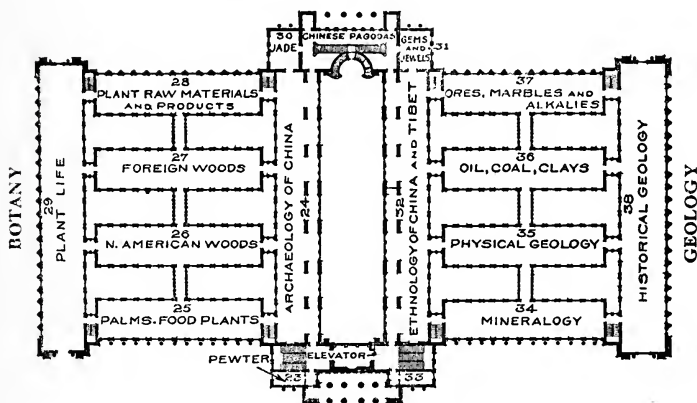 30
JADE
CHINESE PAGODAS
GEMS
AND
JEWELS
31
BOTANY
29
PLANT LIFE
28
PLANT RAW MATERIALS
AND PRODUCTS
27
FOREIGN WOODS
26
N. AMERICAN WOODS
25
PALMS. FOOD PLANTS
ARCHAEOLOGY OF CHINA
24
32
ETHNOLOGY OF CHINA AND TIBET
37
ORES, MARBLES AND
ALKALIES
36
OIL, COAL, CLAYS
35
PHYSICAL GEOLOGY
34
MINERALOGY
38
HISTORICAL GEOLOGY
GEOLOGY
PEWTER
23
ELEVATOR
33